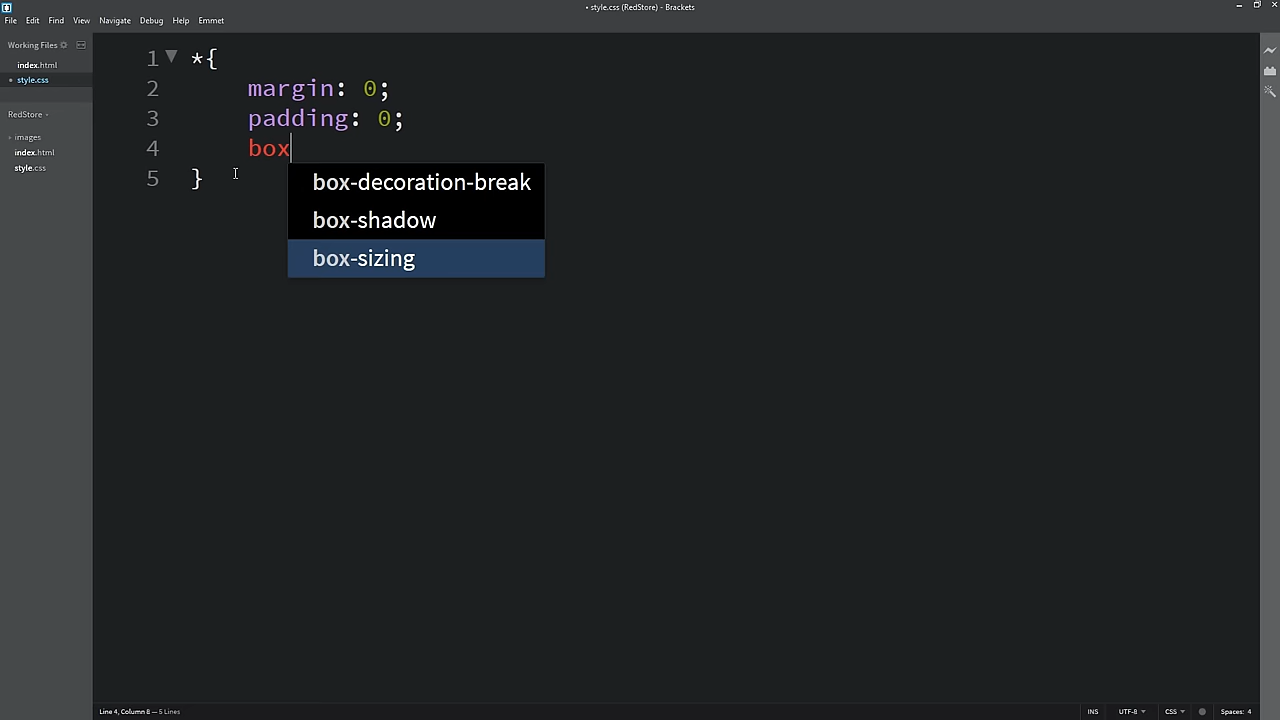 • style.css (RedStore) - Brackets
File Edit Find View Navigate Debug Help Emmet
Working Files
index.html
• style.css
RedStore
images
index.html
style.css
1 *{
2 margin: 0;
3 padding: 0;
4 box
5 }
box-decoration-break
box-shadow
box-sizing
Line 4, Column 8 — 5 Lines
INS UTF-8 CSS Spaces: 4